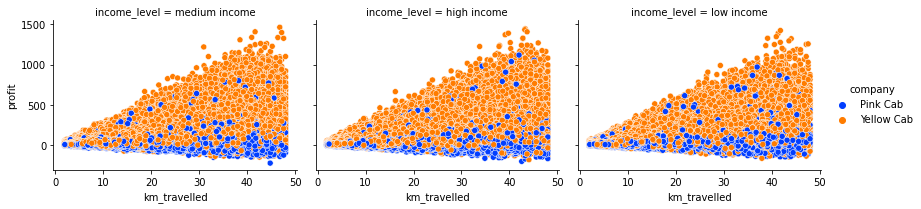 income_level = medium income
income_level = high income
income_level = low income
1500
1000
500
0
profit
0 10 20 30 40 50
0 10 20 30 40 50
0 10 20 30 40 50
km_travelled
km_travelled
km_travelled
company
Pink Cab
Yellow Cab